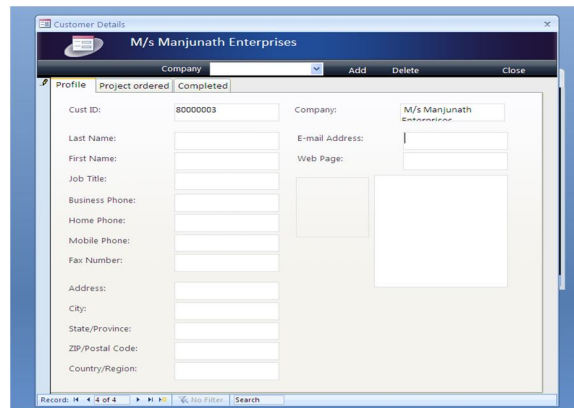 Customer Details
M/s Manjunath Enterprises
Company Add Delete Close
Profile Project ordered Completed
Cust ID: 80000003 Company: M/s Manjunath
Enterprises
Last Name: E-mail Address:
First Name: Web Page:
Job Title:
Business Phone:
Home Phone:
Mobile Phone:
Fax Number:
Address:
City:
State/Province:
ZIP/Postal Code:
Country/Region:
Record: 4 of 4 No Filter Search